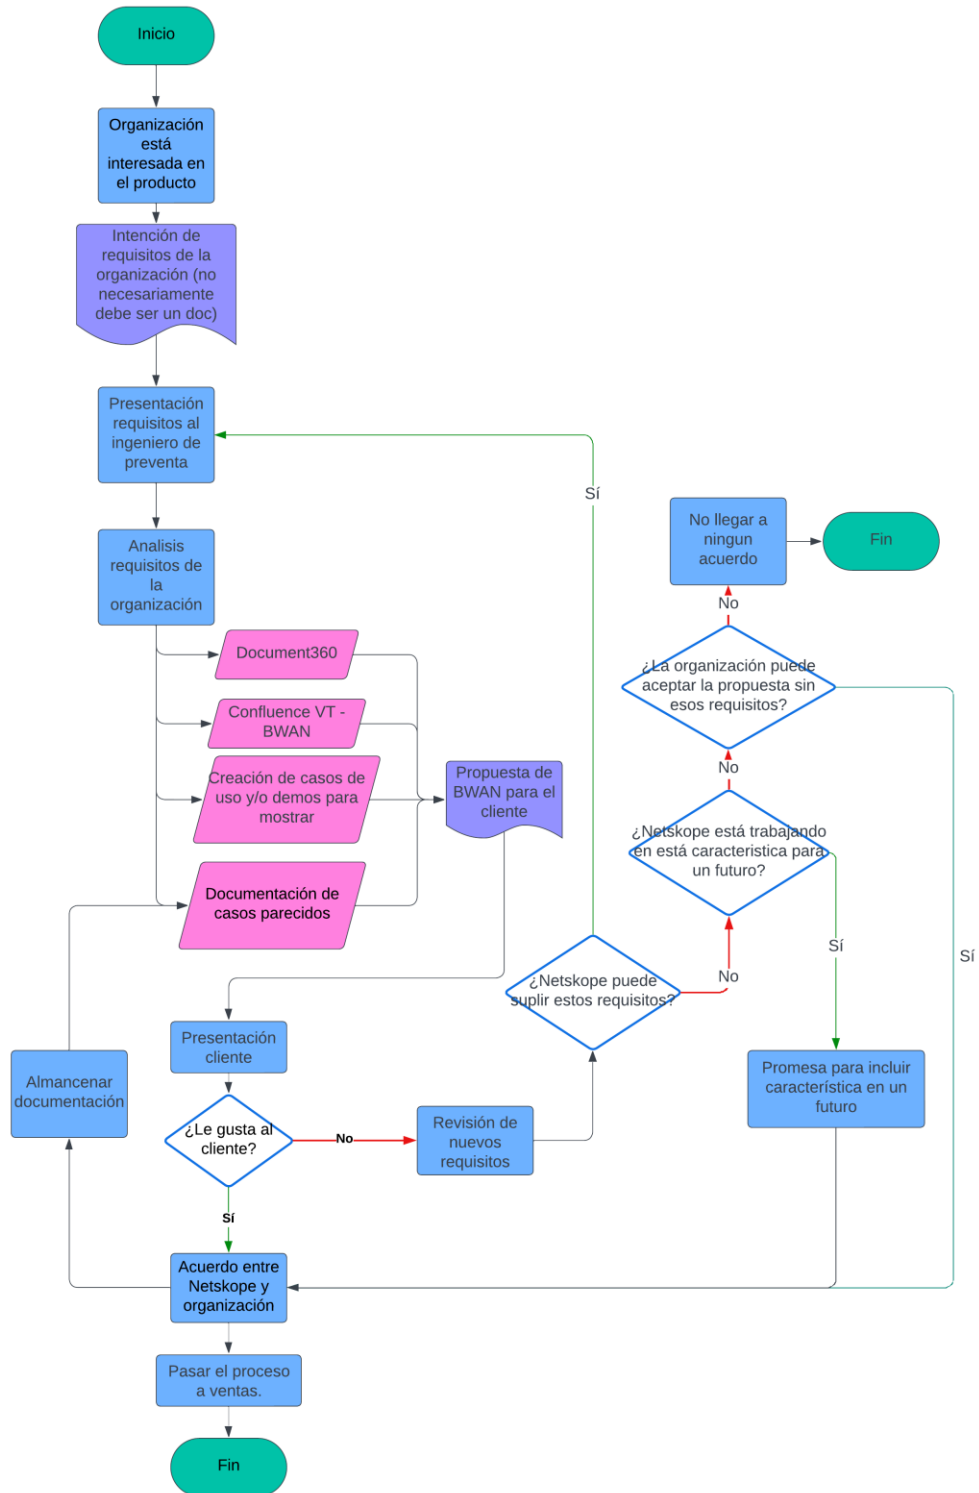 Inicio
Organización
está
interesada en
el producto
Intención de
requisitos de la
organización (no
necesariamente
debe ser un doc)
Presentación
requisitos al
ingeniero de
preventa
Sí
No llegar a
ningun
acuerdo
Fin
Analisis
requisitos de
la
organización
No
Document360
¿La organización puede
aceptar la propuesta sin
esos requisitos?
Confluence VT -
BWAN
Creación de casos de
uso y/o demos para
mostrar
Propuesta de
BWAN para el
cliente
No
¿Netskope está trabajando
en está caracteristica para
un futuro?
Documentación de
casos parecidos
Sí
Sí
No
¿Netskope puede
suplir estos requisitos?
Presentación
cliente
Almancenar
documentación
Promesa para incluir
característica en un
futuro
¿Le gusta al
cliente?
No
Revisión de
nuevos
requisitos
Sí
Acuerdo entre
Netskope y
organización
Pasar el proceso
a ventas.
Fin